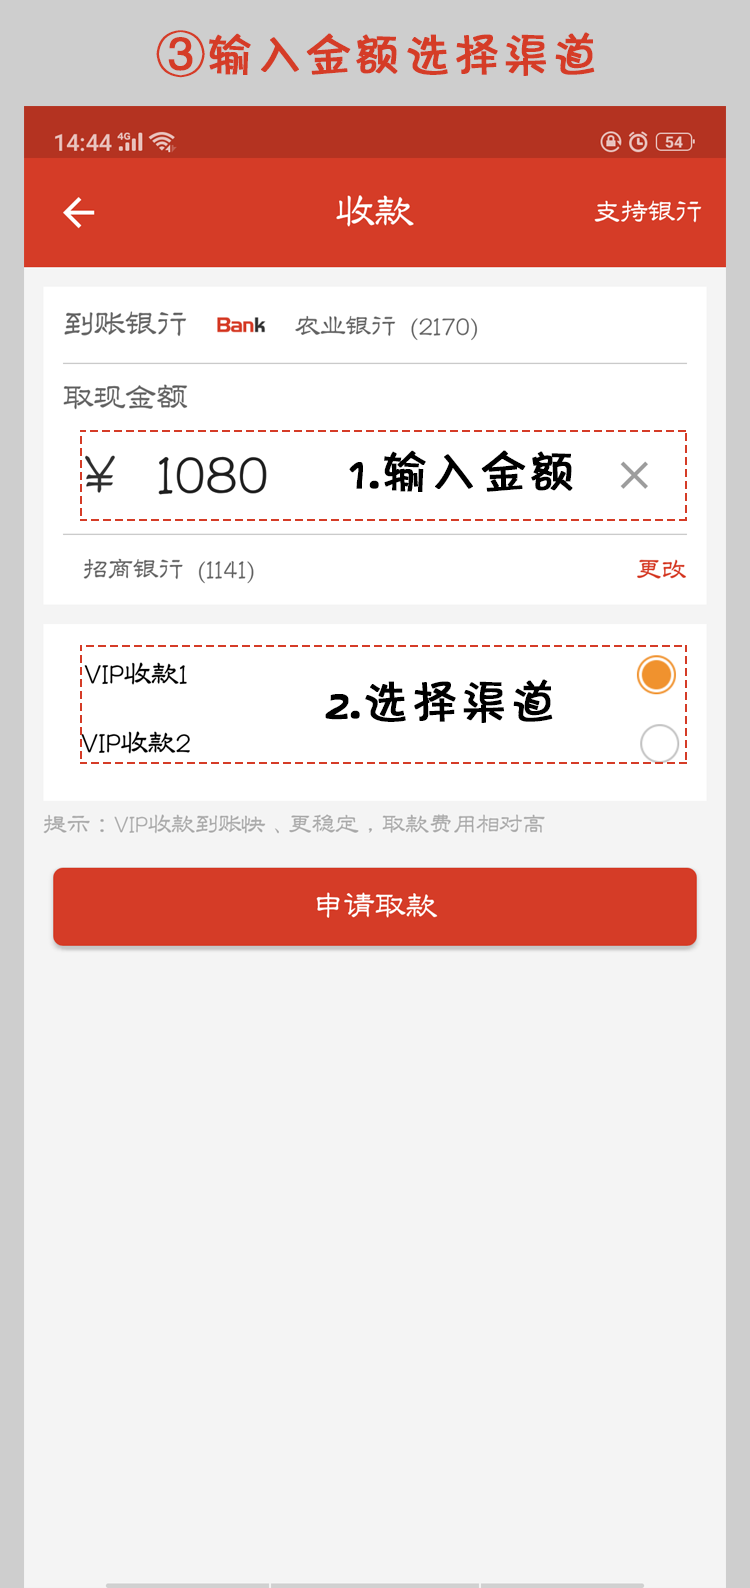 ③输入金额选择渠道
14:44 4G 54
收款 支持银行
到账银行 Bank 农业银行 (2170)
取现金额
¥ 1080 1.输入金额
招商银行 (1141) 更改
VIP收款1
2.选择渠道
VIP收款2
提示：VIP收款到账快、更稳定，取款费用相对高
申请取款